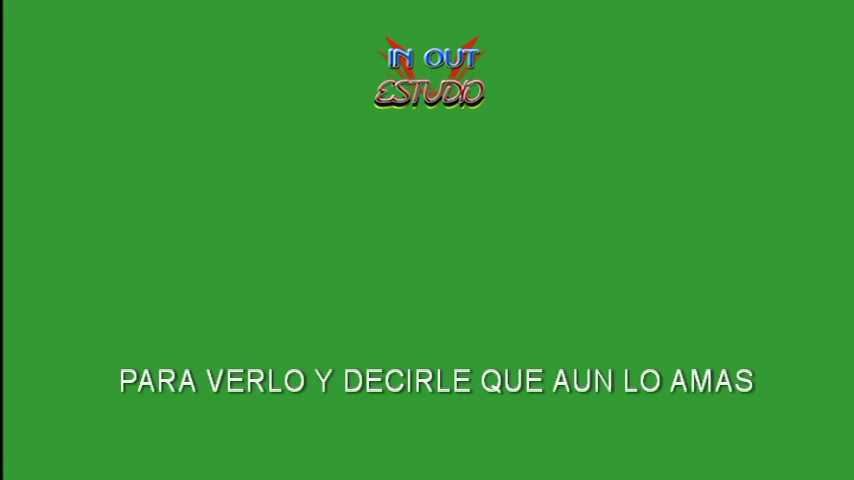 IN OUT
ESTUDIO
PARA VERLO Y DECIRLE QUE AUN LO AMAS